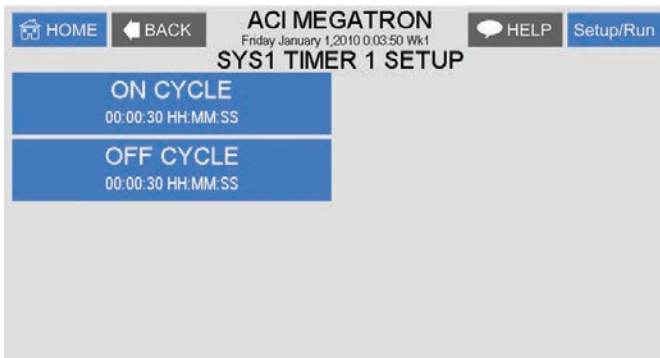 HOME
BACK
ACI MEGATRON
Friday January 1,2010 0:03:50 Wk1
HELP
Setup/Run
SYS1 TIMER 1 SETUP
ON CYCLE
00:00:30 HH:MM:SS
OFF CYCLE
00:00:30 HH:MM:SS